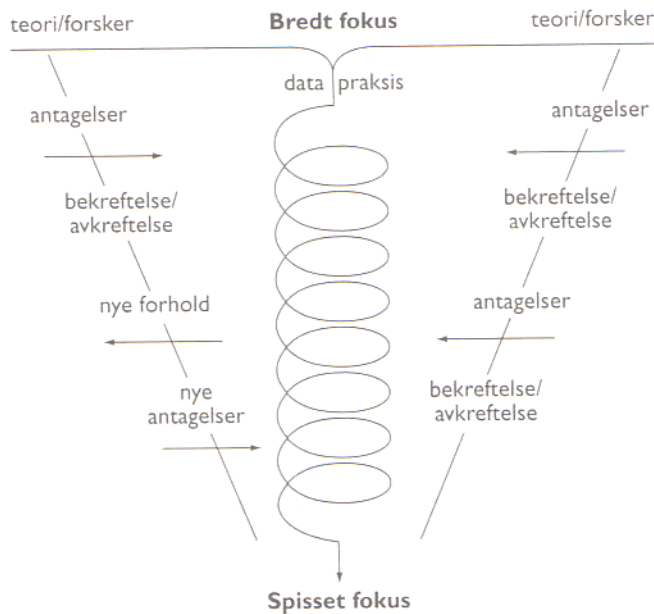 teori/forsker
Bredt fokus
teori/forsker
data praksis
antagelser
antagelser
bekreftelse/
avkreftelse
bekreftelse/
avkreftelse
nye forhold
antagelser
nye
antagelser
bekreftelse/
avkreftelse
Spisset fokus